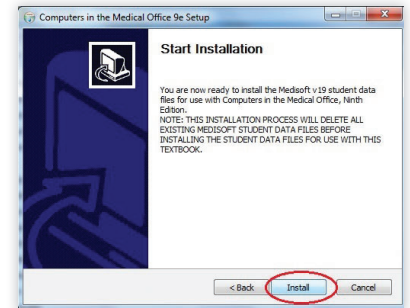 Computers in the Medical Office 9e Setup
Start Installation
You are now ready to install the Medisoft v19 student data
files for use with Computers in the Medical Office, Ninth
Edition.
NOTE: THIS INSTALLATION PROCESS WILL DELETE ALL
EXISTING MEDISOFT STUDENT DATA FILES BEFORE
INSTALLING THE STUDENT DATA FILES FOR USE WITH THIS
TEXTBOOK.
< Back Install Cancel